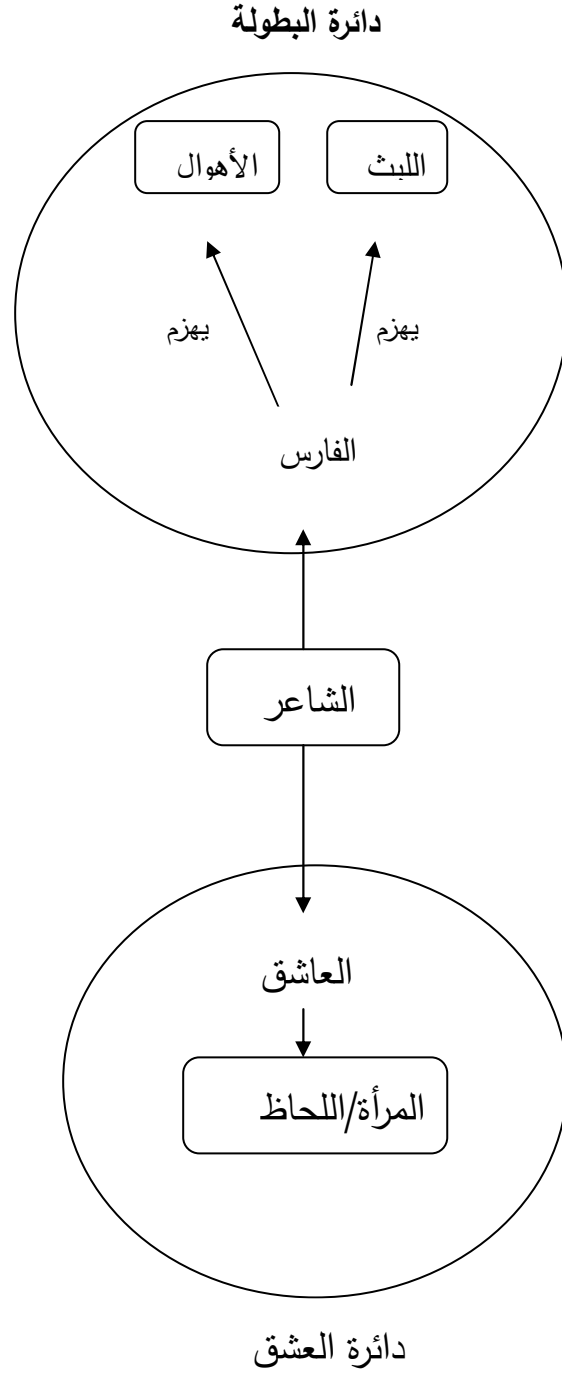 دائرة البطولة
الليث
الأهوال
يهزم
يهزم
الفارس
الشاعر
العاشق
المرأة/اللحاظ
دائرة العشق